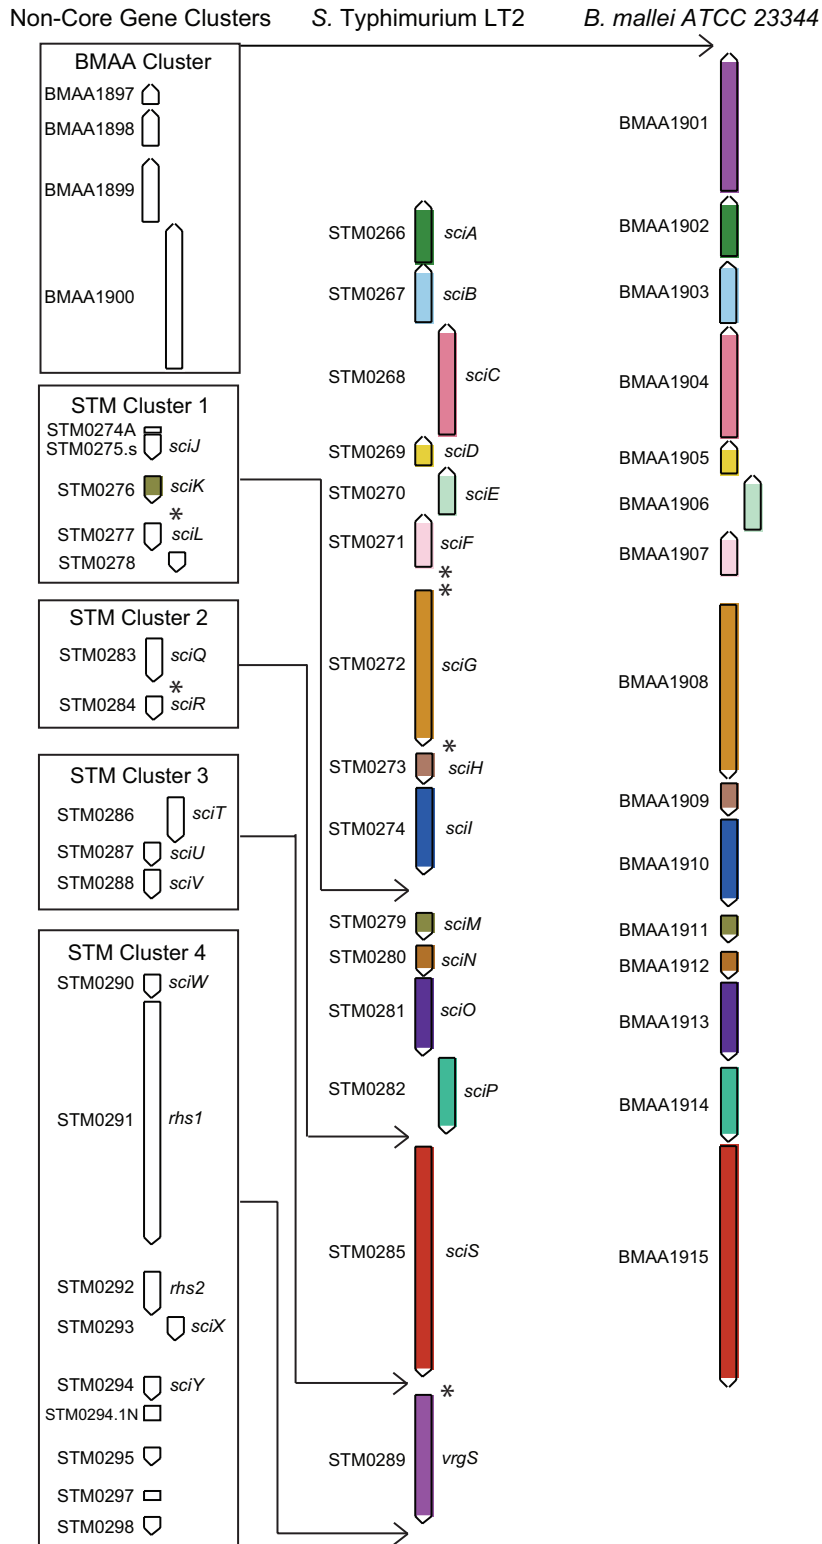 Non-Core Gene Clusters
S. Typhimurium LT2
B. mallei ATCC 23344
BMAA Cluster
BMAA1897
BMAA1898
BMAA1899
BMAA1900
STM Cluster 1
STM0274A
STM0275.s sciJ
STM0276 sciK
*
STM0277 sciL
STM0278
STM Cluster 2
STM0283 sciQ
*
STM0284 sciR
STM Cluster 3
STM0286 sciT
STM0287 sciU
STM0288 sciV
STM Cluster 4
STM0290 sciW
STM0291 rhs1
STM0292 rhs2
STM0293 sciX
STM0294 sciY
STM0294.1N
STM0295
STM0297
STM0298
STM0266 sciA
STM0267 sciB
STM0268 sciC
STM0269 sciD
STM0270 sciE
STM0271 sciF
*
*
STM0272 sciG
*
STM0273 sciH
STM0274 sciI
STM0279 sciM
STM0280 sciN
STM0281 sciO
STM0282 sciP
STM0285 sciS
*
STM0289 vrgS
BMAA1901
BMAA1902
BMAA1903
BMAA1904
BMAA1905
BMAA1906
BMAA1907
BMAA1908
BMAA1909
BMAA1910
BMAA1911
BMAA1912
BMAA1913
BMAA1914
BMAA1915